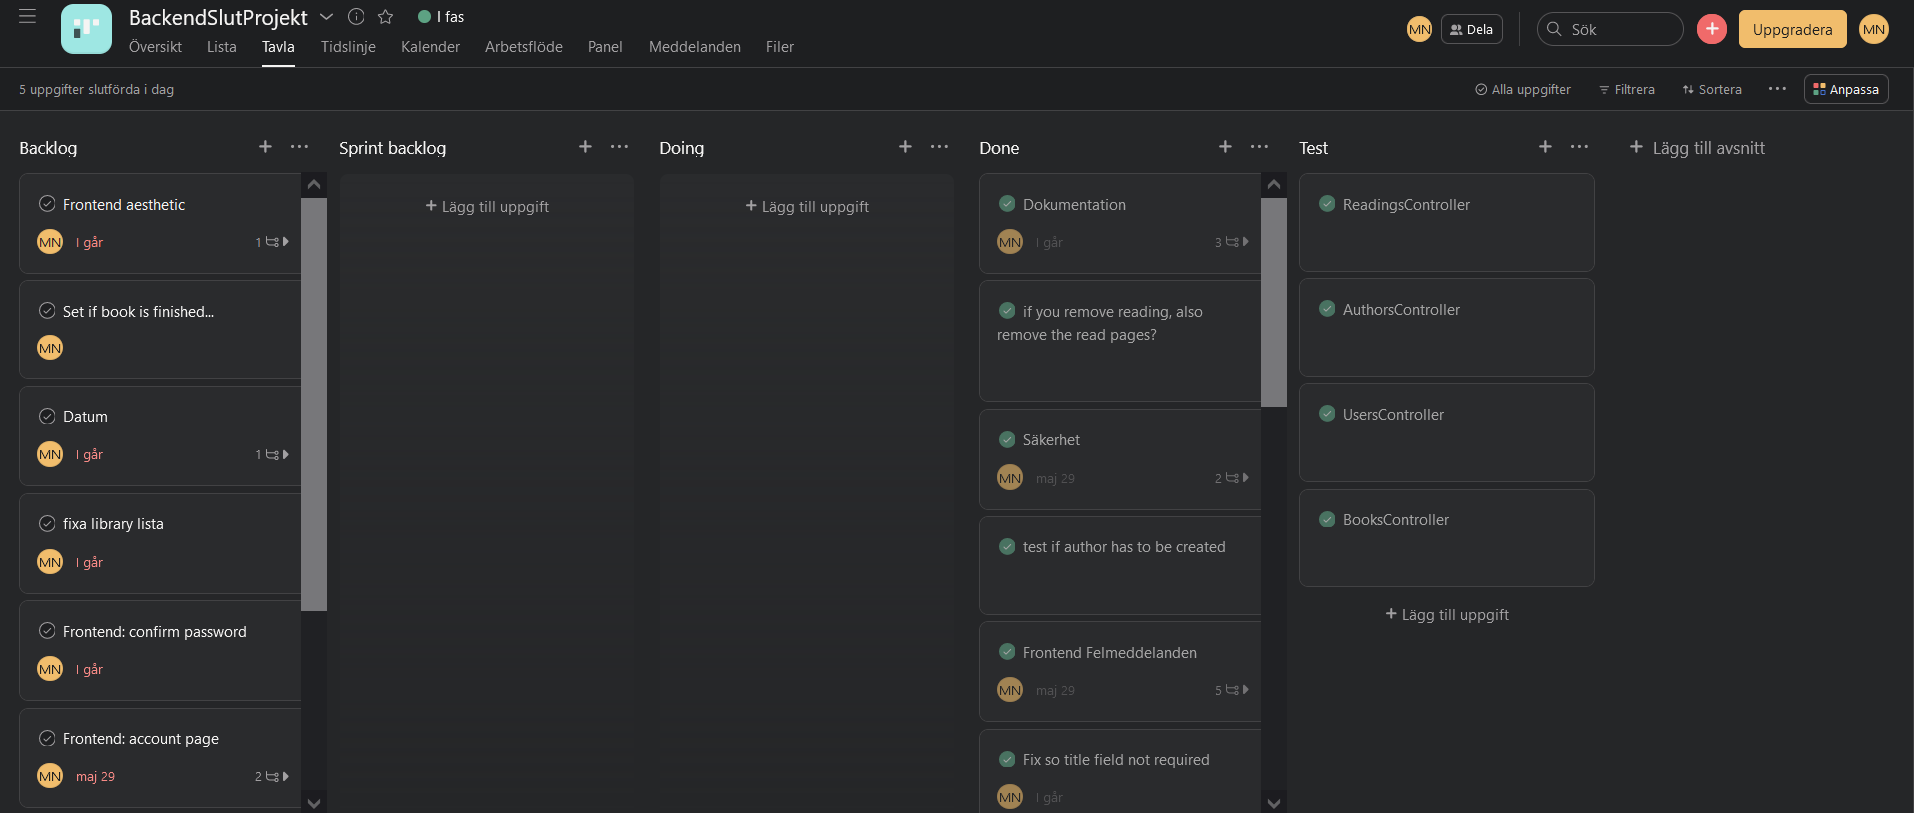 BackendSlutProjekt
I fas
Översikt Lista Tavla Tidslinje Kalender Arbetsflöde Panel Meddelanden Filer
MN Dela Sök Uppgradera MN
5 uppgifter slutförda i dag
Alla uppgifter Filtrera Sortera Anpassa
Backlog
Frontend aesthetic
MN I går 1
Set if book is finished...
MN
Datum
MN I går 1
fixa library lista
MN I går
Frontend: confirm password
MN I går
Frontend: account page
MN maj 29 2
Sprint backlog
+ Lägg till uppgift
Doing
+ Lägg till uppgift
Done
Dokumentation
MN I går 3
if you remove reading, also
remove the read pages?
Säkerhet
MN maj 29 2
test if author has to be created
Frontend Felmeddelanden
MN maj 29 5
Fix so title field not required
MN I går
Test
ReadingsController
AuthorsController
UsersController
BooksController
+ Lägg till uppgift
+ Lägg till avsnitt